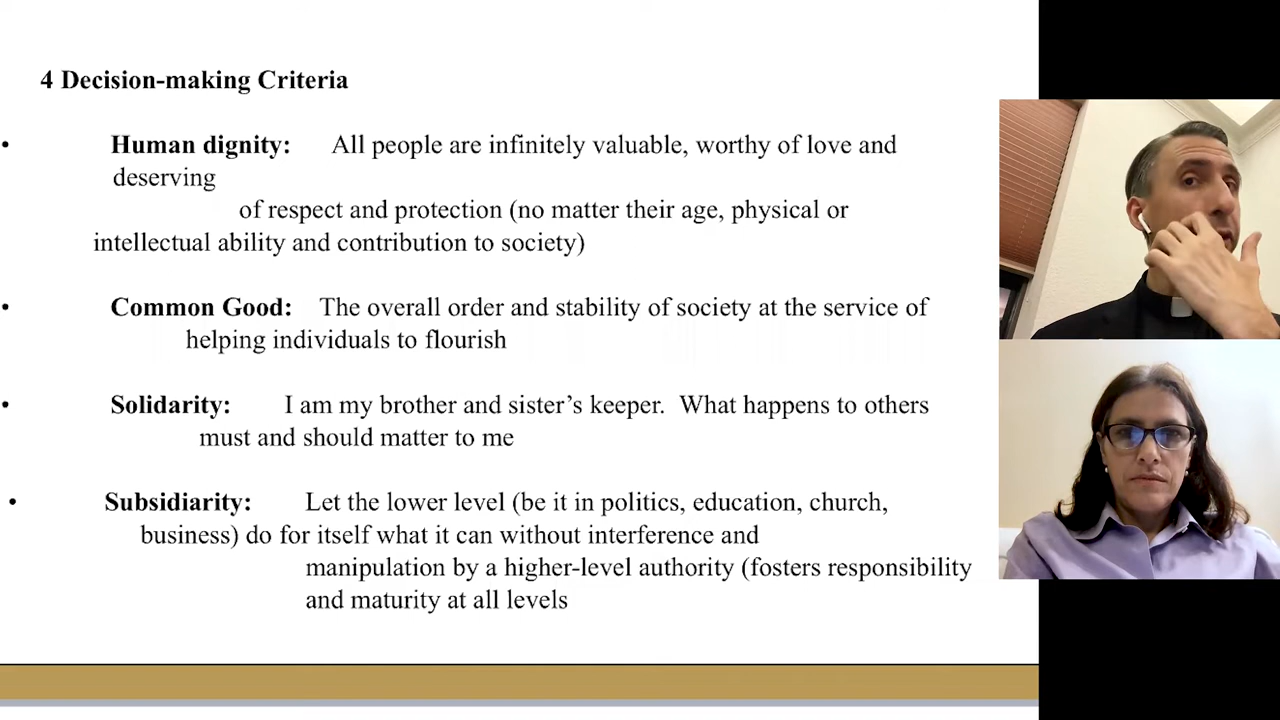 4 Decision-making Criteria
• Human dignity: All people are infinitely valuable, worthy of love and
deserving
of respect and protection (no matter their age, physical or
intellectual ability and contribution to society)
• Common Good: The overall order and stability of society at the service of
helping individuals to flourish
• Solidarity: I am my brother and sister’s keeper. What happens to others
must and should matter to me
• Subsidiarity: Let the lower level (be it in politics, education, church,
business) do for itself what it can without interference and
manipulation by a higher-level authority (fosters responsibility
and maturity at all levels